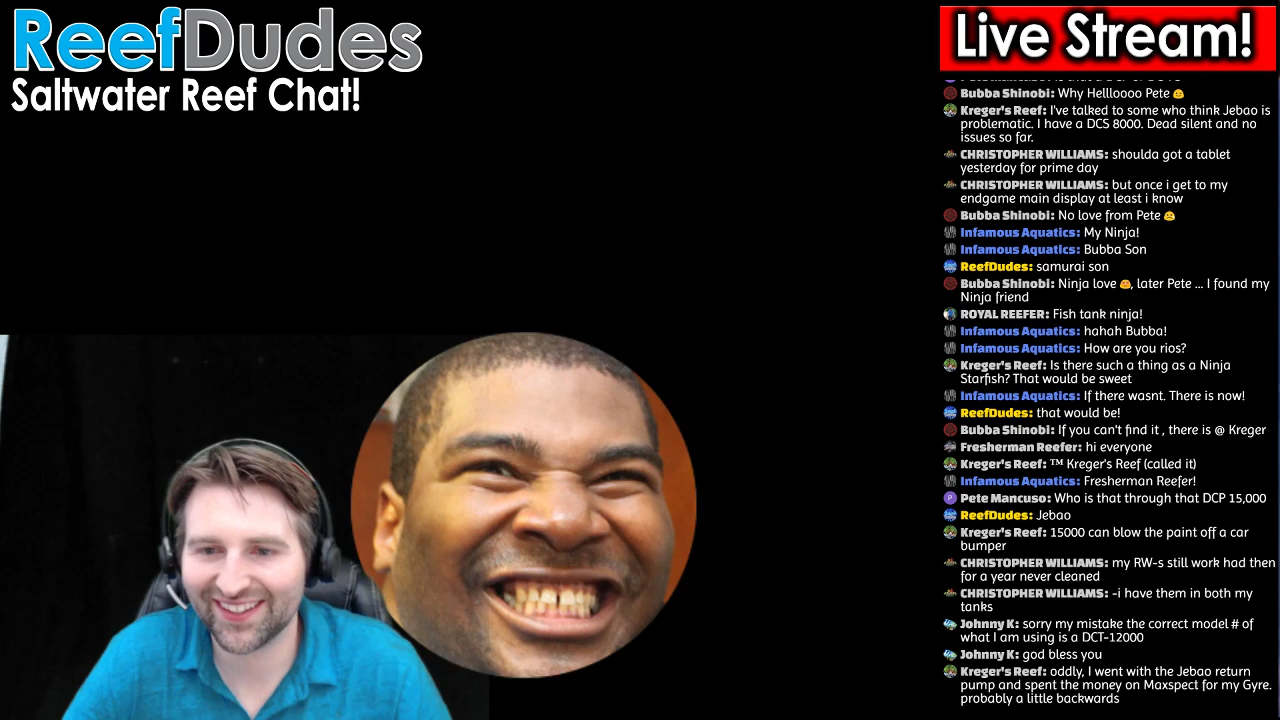 ReefDudes
Saltwater Reef Chat!
Live Stream!
Bubba Shinobi: Why Hellloooo Pete
Kreger's Reef: I've talked to some who think Jebao is
problematic. I have a DCS 8000. Dead silent and no
issues so far.
CHRISTOPHER WILLIAMS: shoulda got a tablet
yesterday for prime day
CHRISTOPHER WILLIAMS: but once i get to my
endgame main display at least i know
Bubba Shinobi: No love from Pete
Infamous Aquatics: My Ninja!
Infamous Aquatics: Bubba Son
ReefDudes: samurai son
Bubba Shinobi: Ninja love , later Pete ... I found my
Ninja friend
ROYAL REEFER: Fish tank ninja!
Infamous Aquatics: hahah Bubba!
Infamous Aquatics: How are you rios?
Kreger's Reef: Is there such a thing as a Ninja
Starfish? That would be sweet
Infamous Aquatics: If there wasnt. There is now!
ReefDudes: that would be!
Bubba Shinobi: If you can't find it , there is @ Kreger
Fresherman Reefer: hi everyone
Kreger's Reef: ™ Kreger's Reef (called it)
Infamous Aquatics: Fresherman Reefer!
P Pete Mancuso: Who is that through that DCP 15,000
ReefDudes: Jebao
Kreger's Reef: 15000 can blow the paint off a car
bumper
CHRISTOPHER WILLIAMS: my RW-s still work had then
for a year never cleaned
CHRISTOPHER WILLIAMS: -i have them in both my
tanks
Johnny K: sorry my mistake the correct model # of
what I am using is a DCT-12000
Johnny K: god bless you
Kreger's Reef: oddly, I went with the Jebao return
pump and spent the money on Maxspect for my Gyre.
probably a little backwards